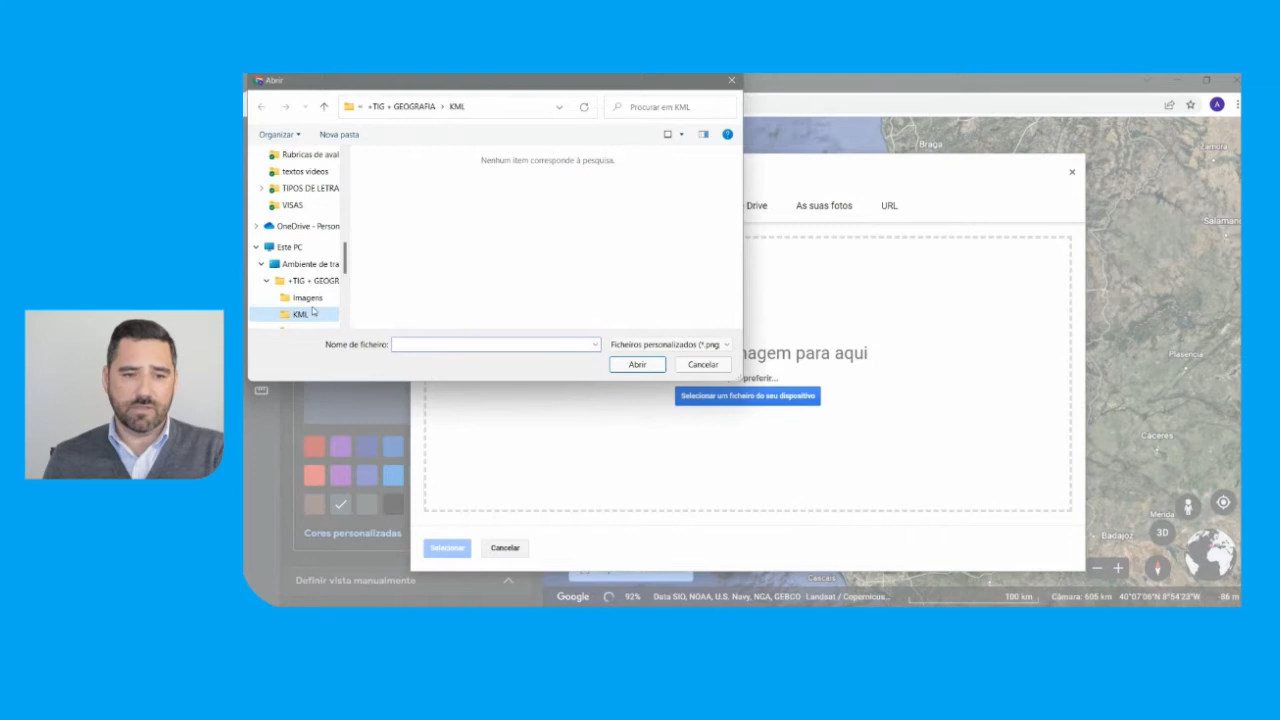 Abrir
« +TIG + GEOGRAFIA › KML
Procurar em KML
Organizar
Nova pasta
Rubricas de aval
textos videos
TIPOS DE LETRA
VISAS
OneDrive - Person
Este PC
Ambiente de tra
+TIG + GEOGR
Imagens
KML
Nenhum item corresponde à pesquisa.
Nome de ficheiro:
Ficheiros personalizados (*.png;
Abrir
Cancelar
A
Braga
Zamora
Salaman
Plasencia
Cáceres
Mérida
Badajoz
Cascais
Drive
As suas fotos
URL
magem para aqui
preferir...
Selecionar um ficheiro do seu dispositivo
Selecionar
Cancelar
Cores personalizadas
Definir vista manualmente
3D
Google
92%
Data SIO, NOAA, U.S. Navy, NGA, GEBCO Landsat / Copernicus...
100 km
Câmara: 605 km
40°07'06"N 8°54'23"W
-86 m